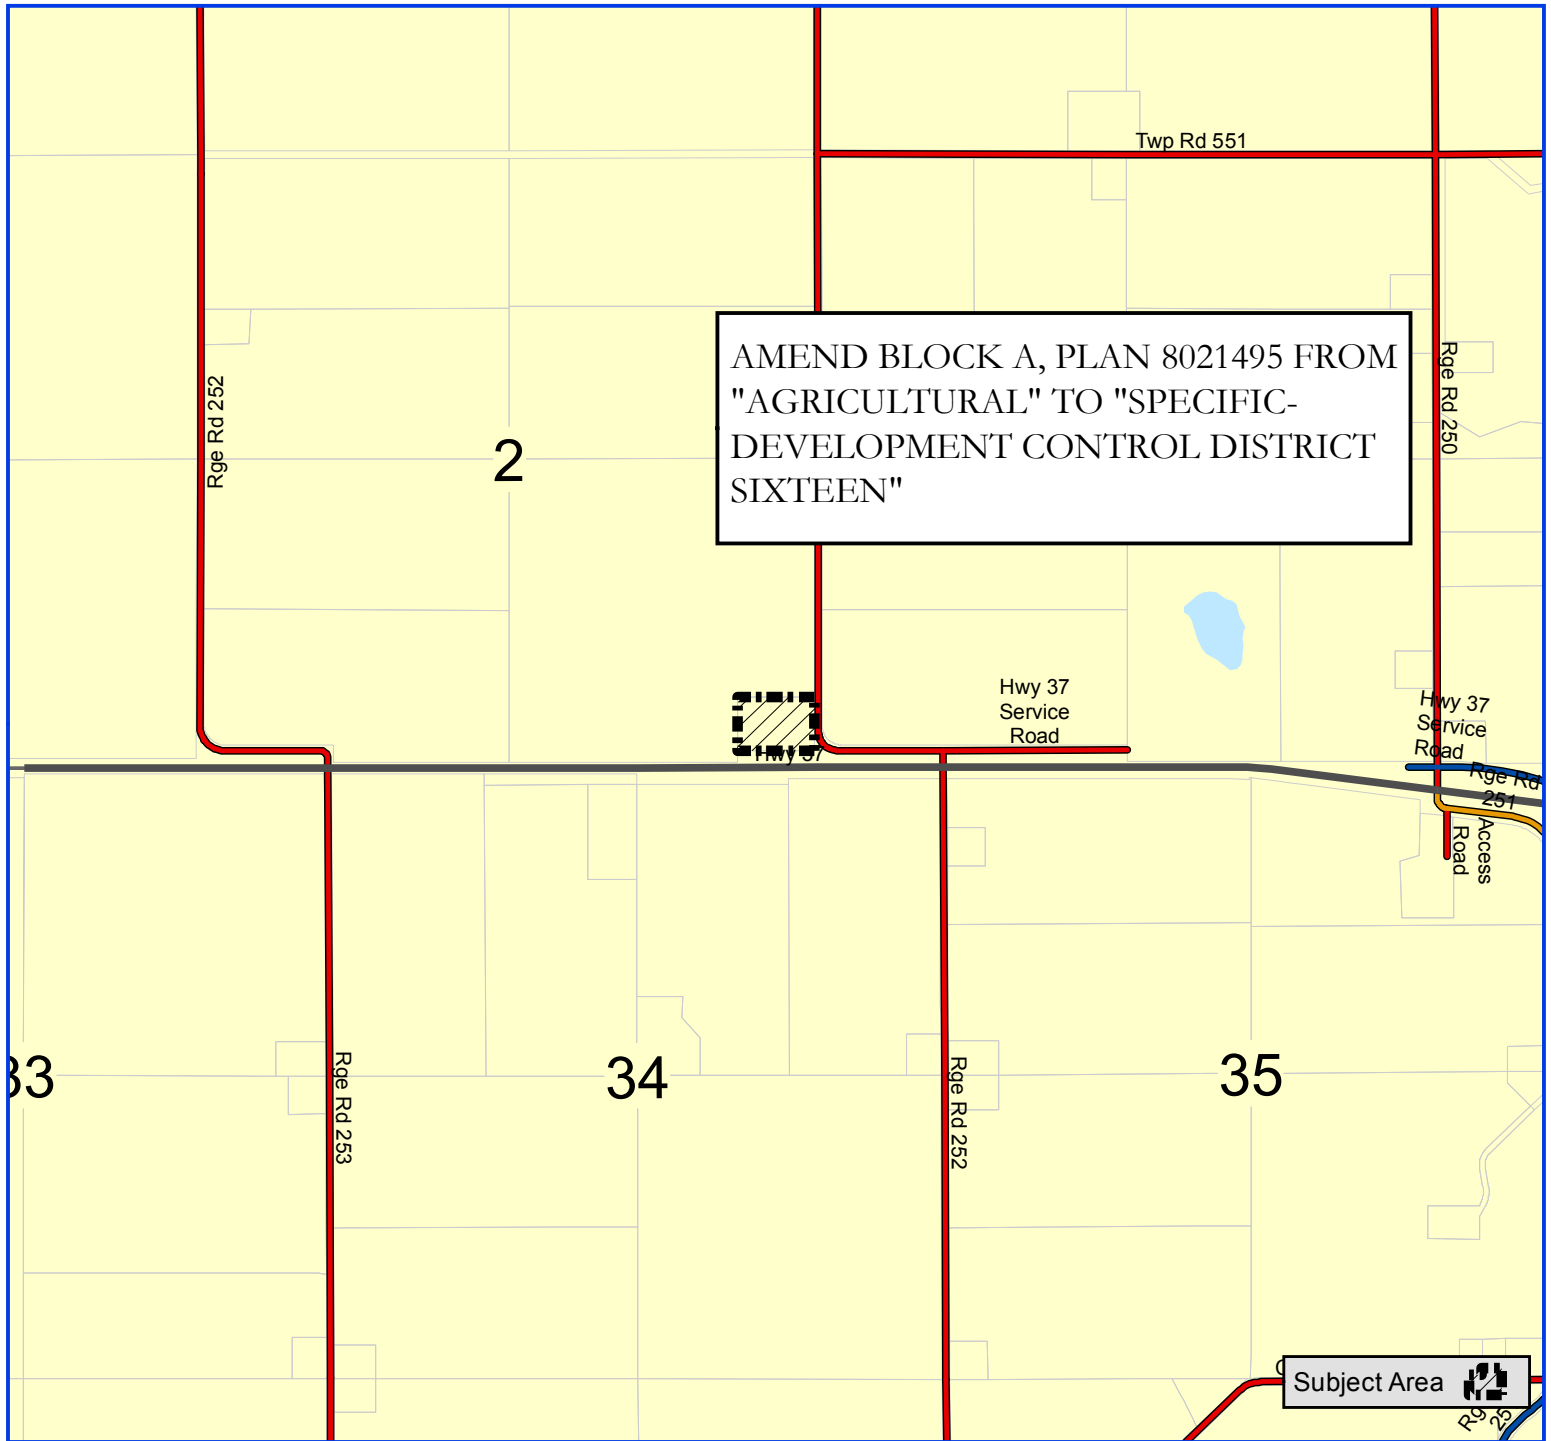 Twp Rd 551
AMEND BLOCK A, PLAN 8021495 FROM
"AGRICULTURAL" TO "SPECIFIC-
DEVELOPMENT CONTROL DISTRICT
SIXTEEN"
Rge Rd 252
2
Rge Rd 250
Hwy 37
Service
Road
Hwy 37
Hwy 37
Service
Road
Rge Rd
251
Access
Road
33
34
35
Rge Rd 253
Rge Rd 252
Subject Area